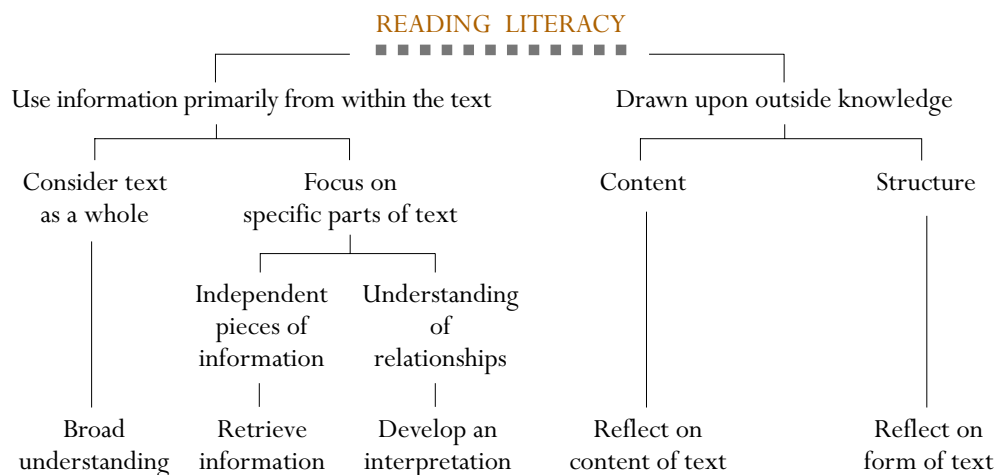 READING LITERACY
Use information primarily from within the text
Drawn upon outside knowledge
Consider text
as a whole
Focus on
specific parts of text
Content
Structure
Independent
pieces of
information
Understanding
of
relationships
Broad
understanding
Retrieve
information
Develop an
interpretation
Reflect on
content of text
Reflect on
form of text